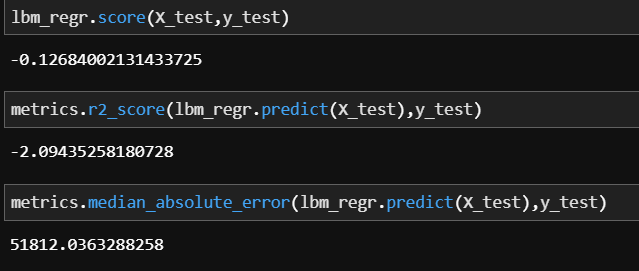 lbm_regr.score(X_test,y_test)
-0.12684002131433725
metrics.r2_score(lbm_regr.predict(X_test),y_test)
-2.09435258180728
metrics.median_absolute_error(lbm_regr.predict(X_test),y_test)
51812.0363288258